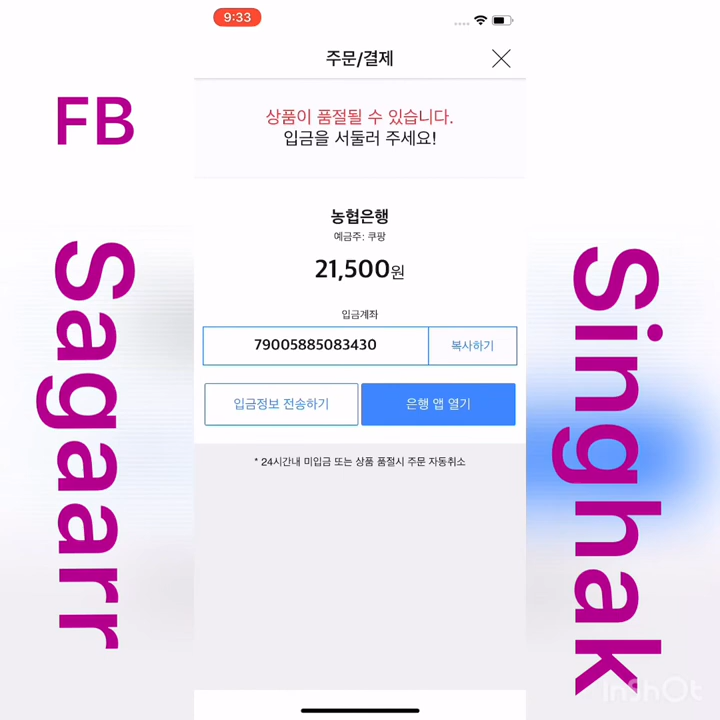 9:33
주문/결제
상품이 품절될 수 있습니다.
입금을 서둘러 주세요!
농협은행
예금주: 쿠팡
21,500원
입금계좌
79005885083430
복사하기
입금정보 전송하기
은행 앱 열기
* 24시간내 미입금 또는 상품 품절시 주문 자동취소
FB
Sagaarr
Singhak
InShOt